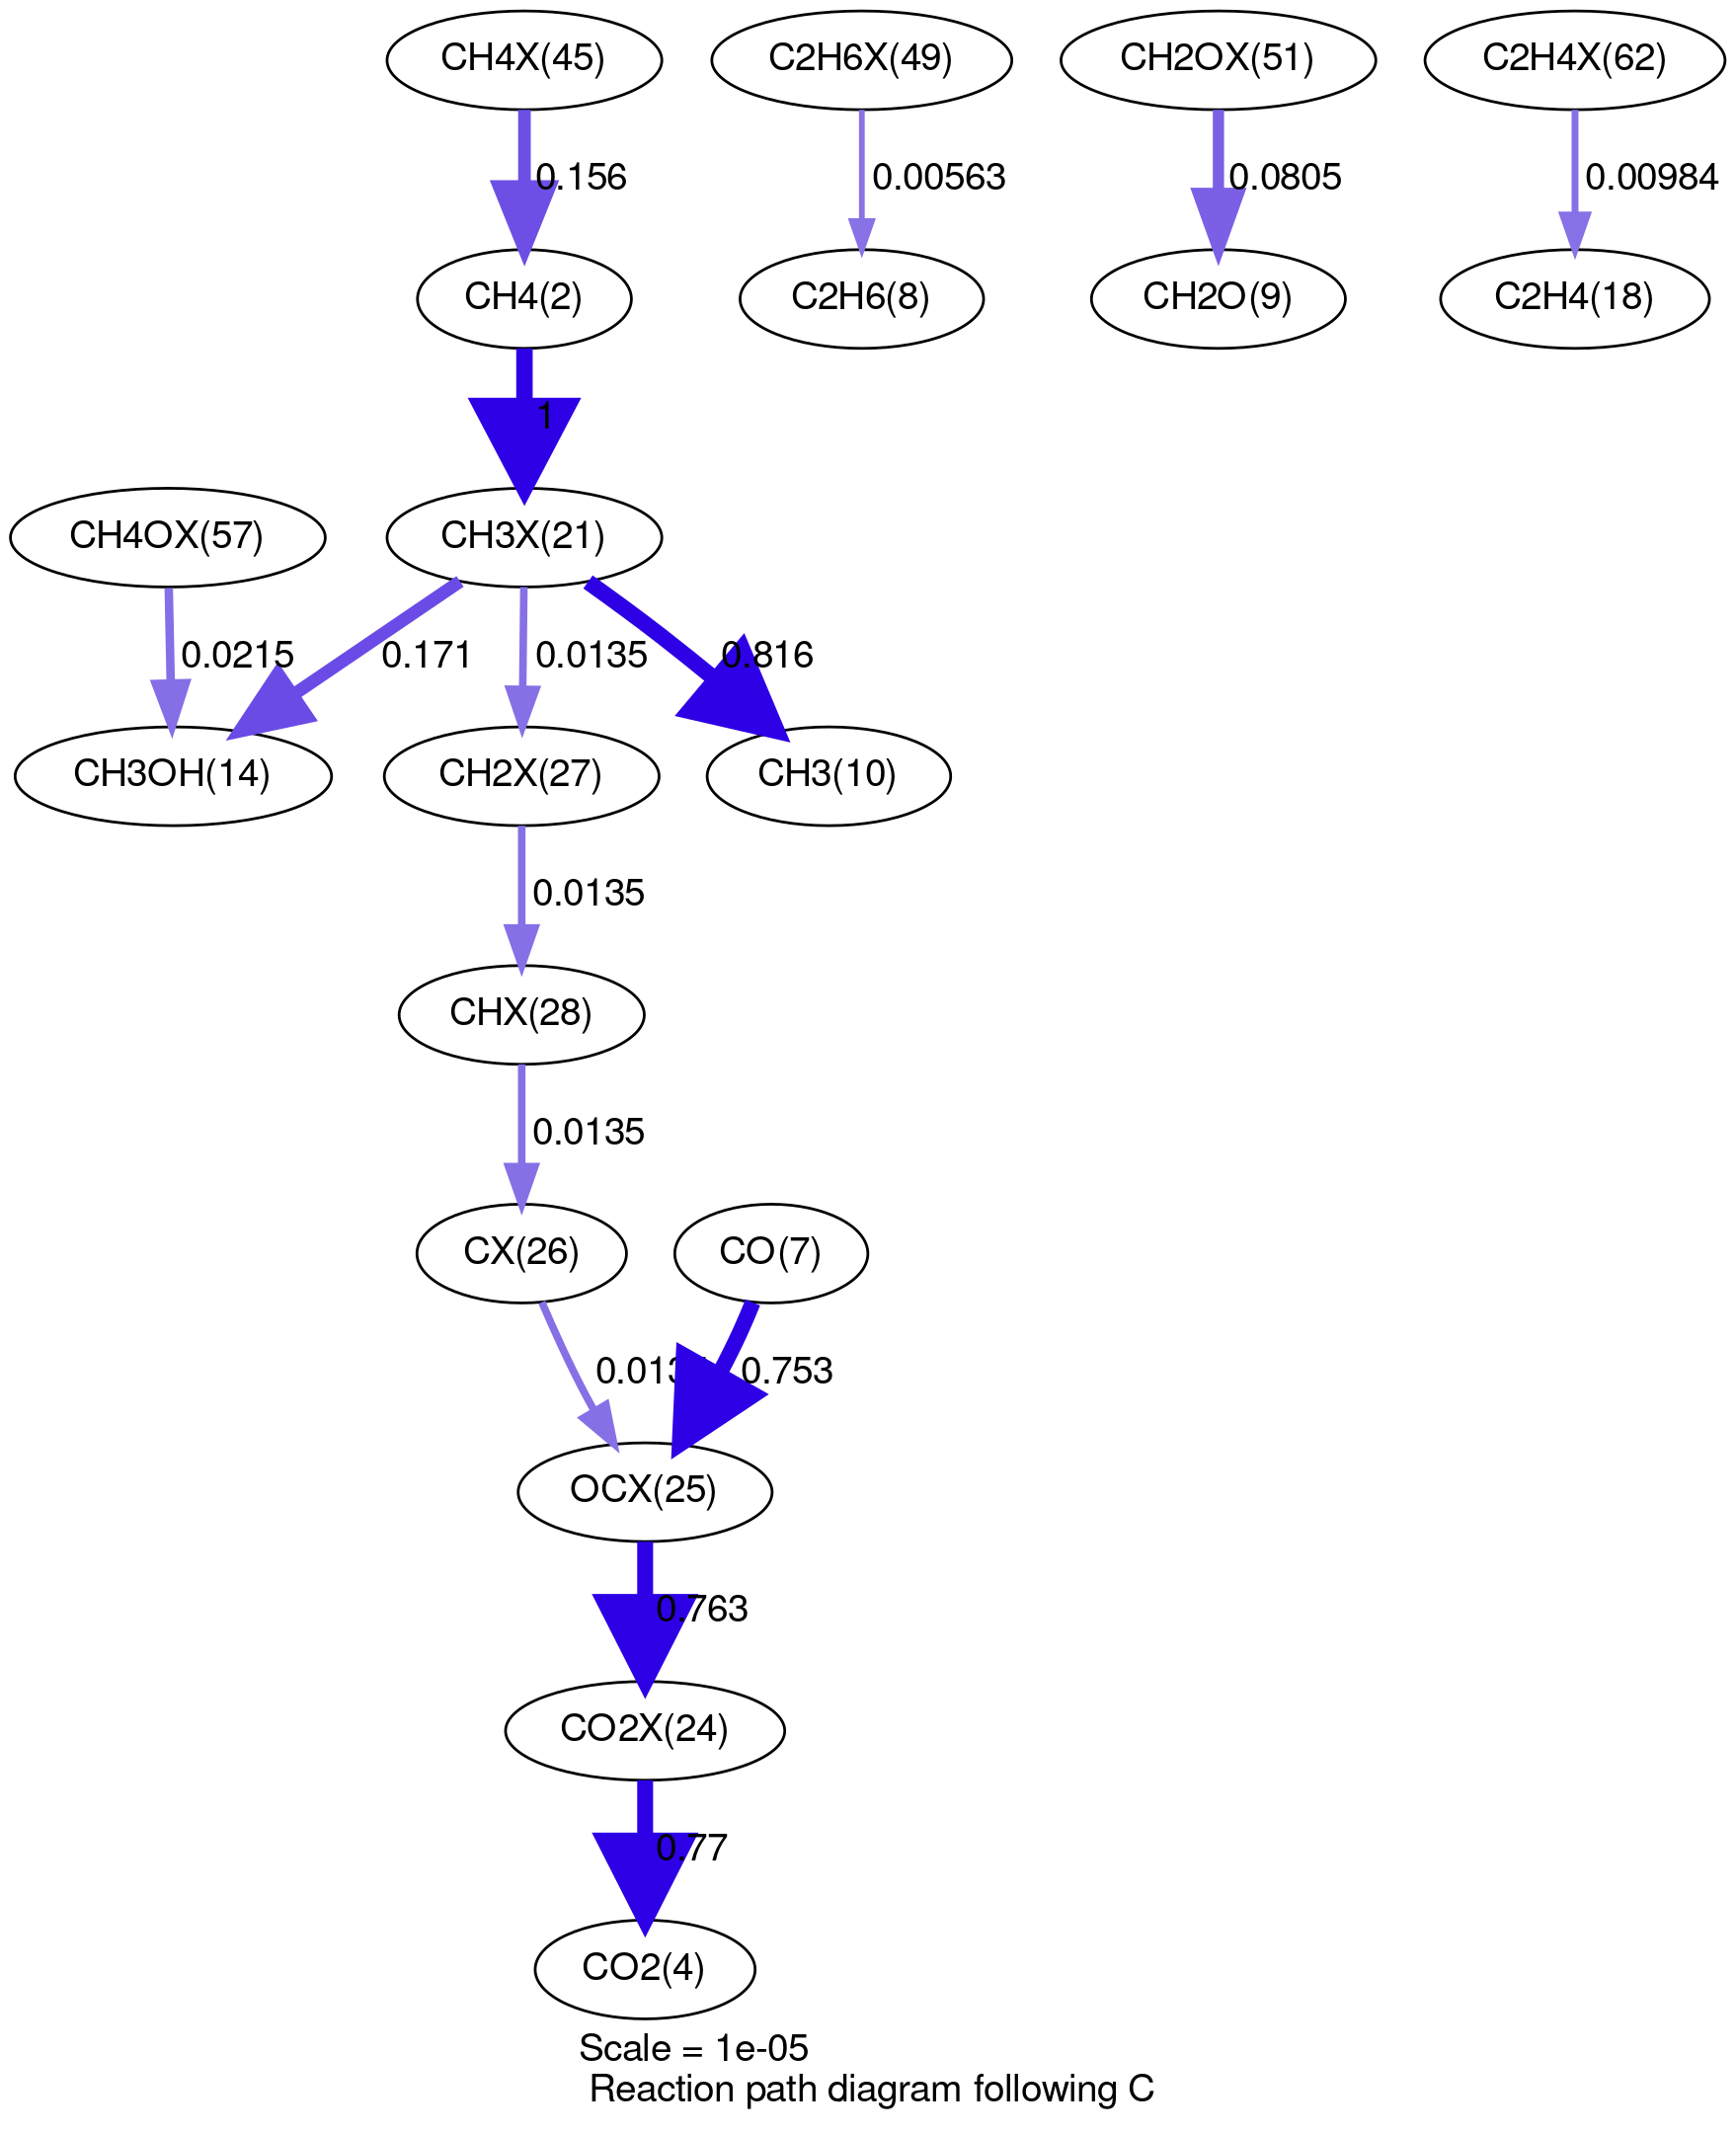 CH4X(45)
C2H6X(49)
CH2OX(51)
C2H4X(62)
0.156
0.00563
0.0805
0.00984
CH4(2)
C2H6(8)
CH2O(9)
C2H4(18)
1
CH4OX(57)
CH3X(21)
0.0215
0.171
0.0135
0.816
CH3OH(14)
CH2X(27)
CH3(10)
0.0135
CHX(28)
0.0135
CX(26)
CO(7)
0.753
OCX(25)
0.763
CO2X(24)
0.77
CO2(4)
Scale = 1e-05
Reaction path diagram following C